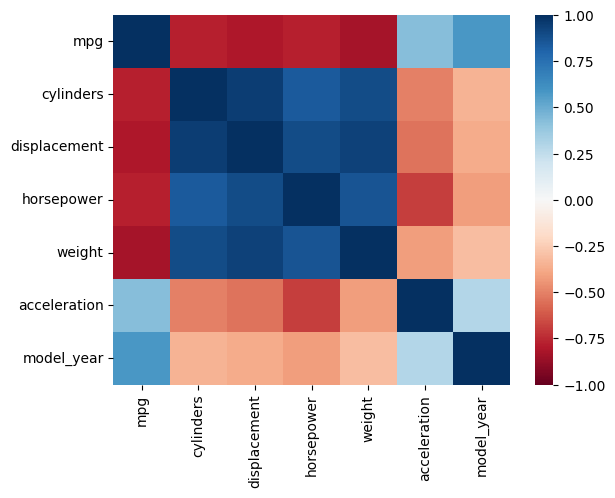 mpg
cylinders
displacement
horsepower
weight
acceleration
model_year
mpg
cylinders
displacement
horsepower
weight
acceleration
model_year
1.00
0.75
0.50
0.25
0.00
−0.25
−0.50
−0.75
−1.00